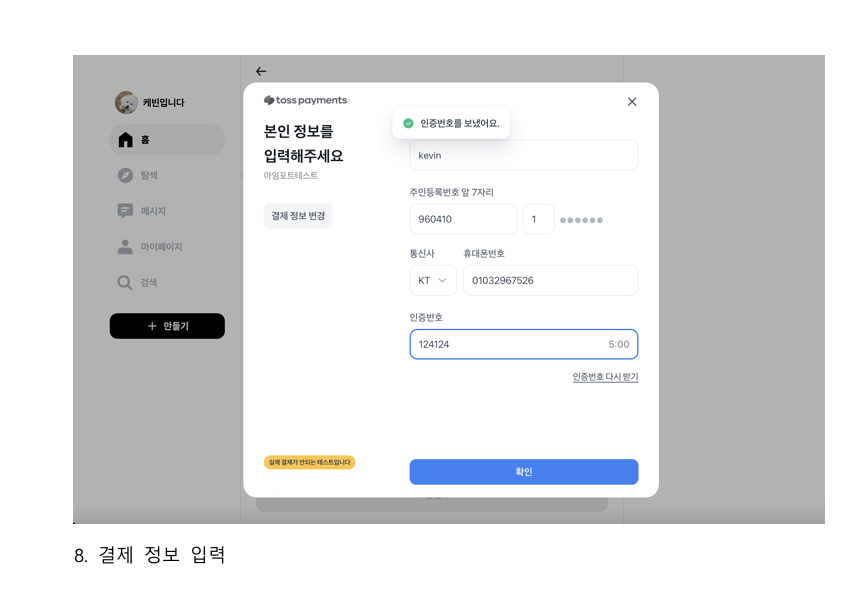 케빈입니다
홈
탐색
메시지
마이페이지
검색
+ 만들기
toss payments
본인 정보를
입력해주세요
아임포트테스트
결제 정보 변경
실제 결제가 안되는 테스트입니다
인증번호를 보냈어요.
kevin
주민등록번호 앞 7자리
960410
1
통신사
휴대폰번호
KT
01032967526
인증번호
124124
5:00
인증번호 다시 받기
확인
8. 결제 정보 입력